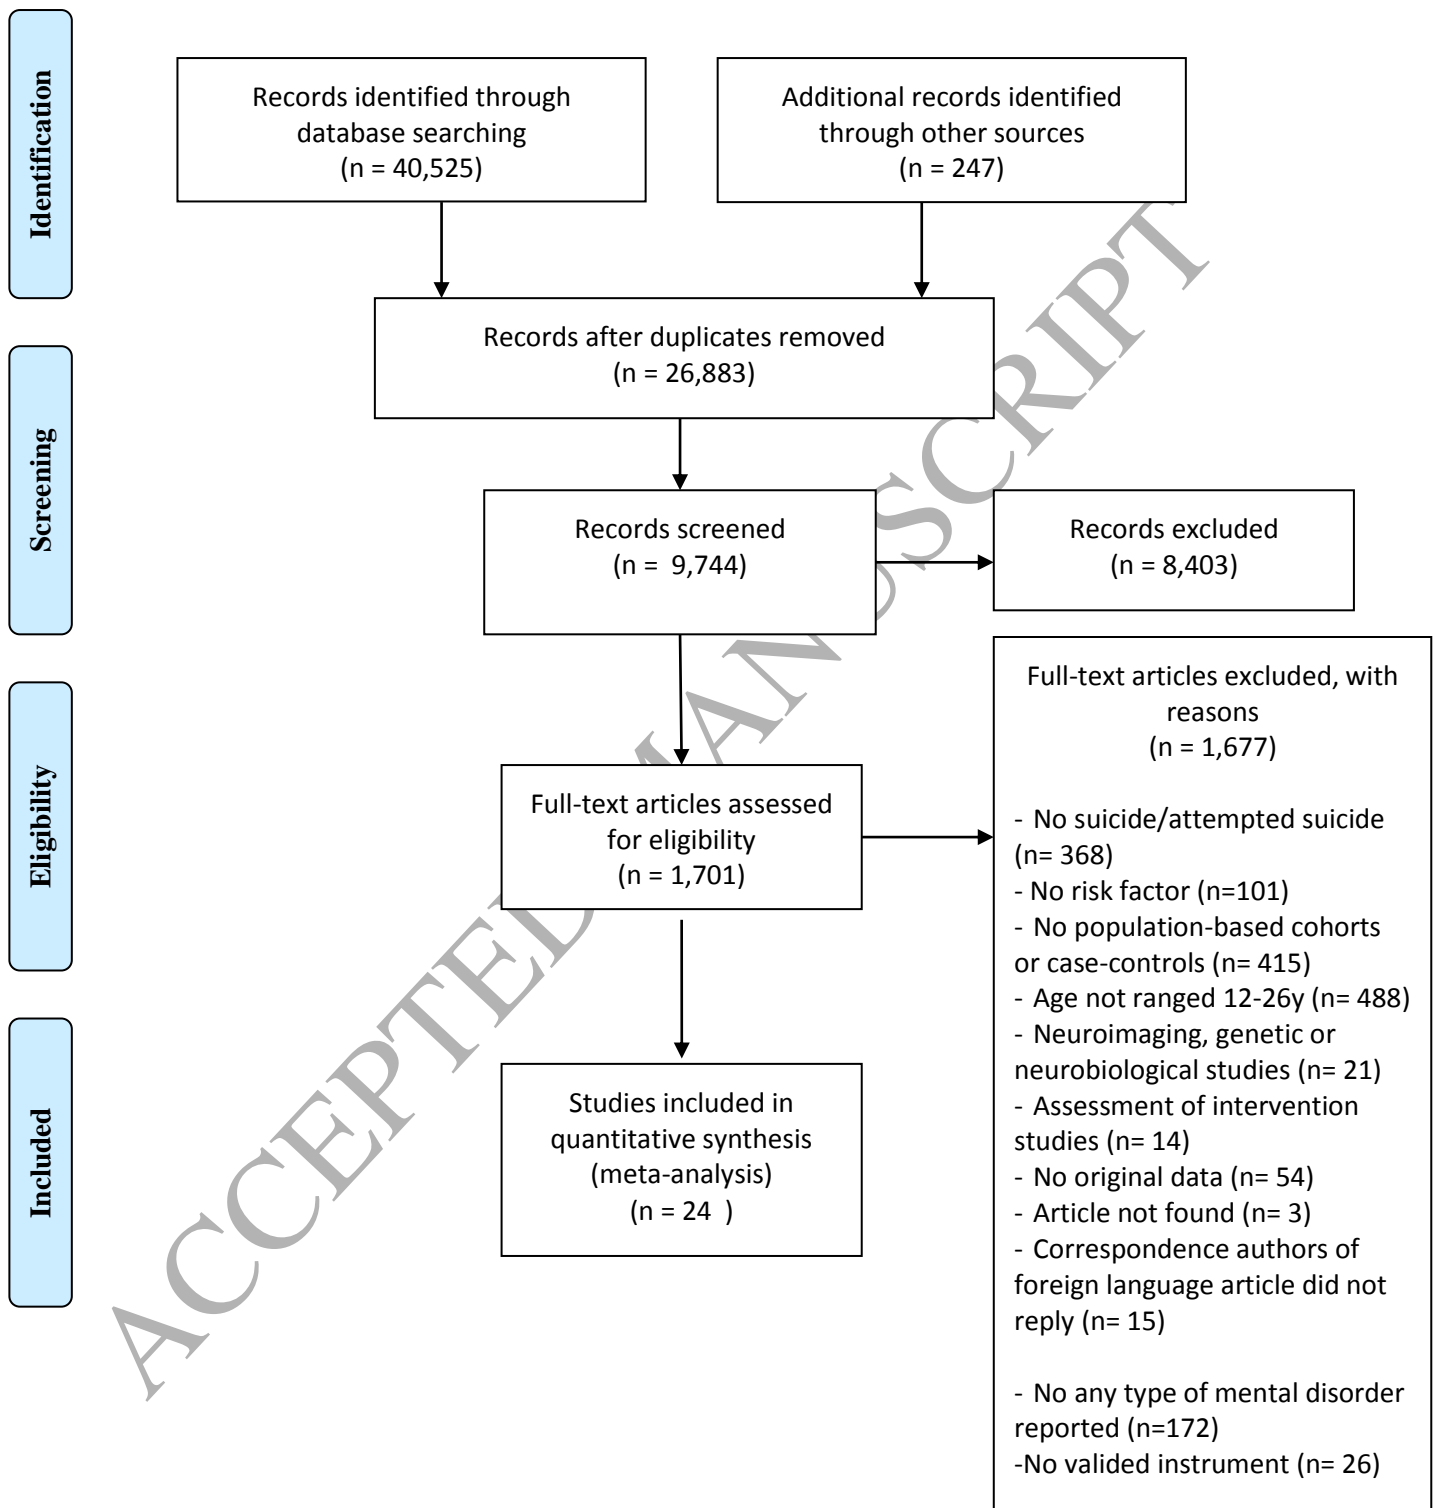 Identification
Records identified through
database searching
(n = 40,525)
Additional records identified
through other sources
(n = 247)
Records after duplicates removed
(n = 26,883)
Screening
Records screened
(n = 9,744)
Records excluded
(n = 8,403)
Eligibility
Full-text articles assessed
for eligibility
(n = 1,701)
Full-text articles excluded, with
reasons
(n = 1,677)
- No suicide/attempted suicide
(n= 368)
- No risk factor (n=101)
- No population-based cohorts
or case-controls (n= 415)
- Age not ranged 12-26y (n= 488)
- Neuroimaging, genetic or
neurobiological studies (n= 21)
- Assessment of intervention
studies (n= 14)
- No original data (n= 54)
- Article not found (n= 3)
- Correspondence authors of
foreign language article did not
reply (n= 15)
- No any type of mental disorder
reported (n=172)
-No valided instrument (n= 26)
Included
Studies included in
quantitative synthesis
(meta-analysis)
(n = 24  )
ACCEPTED MANUSCRIPT